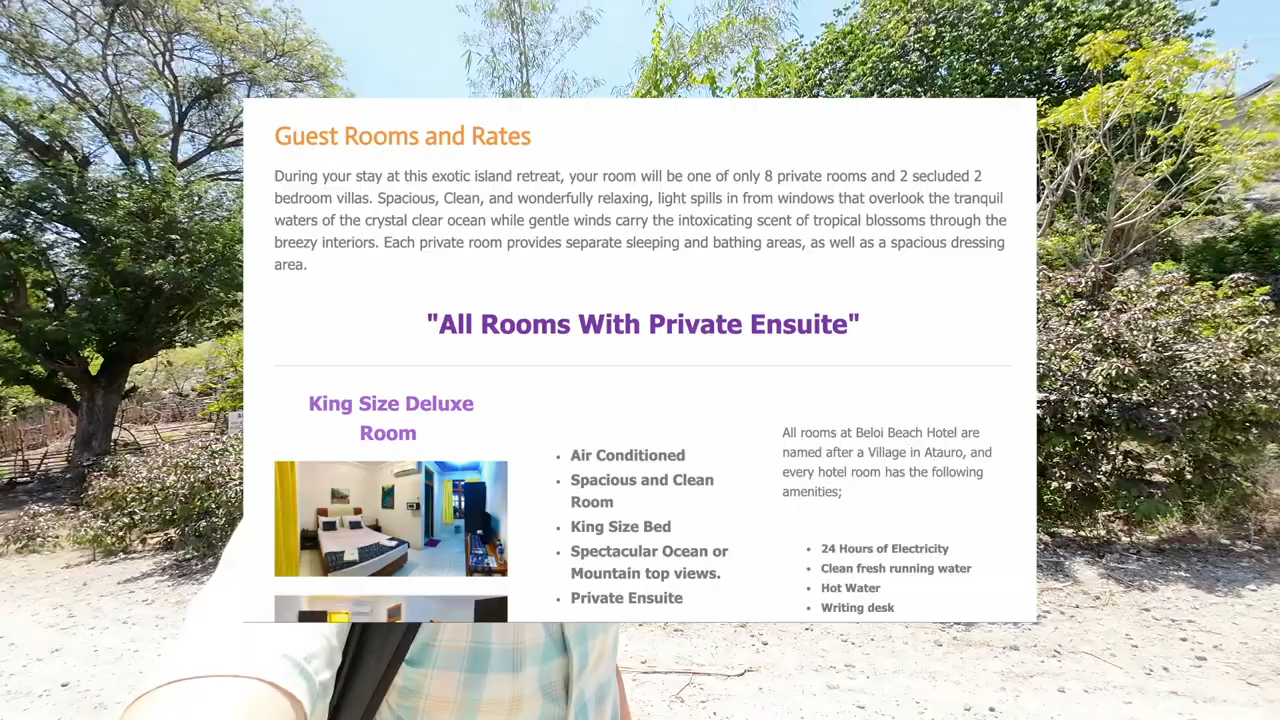 Guest Rooms and Rates
During your stay at this exotic island retreat, your room will be one of only 8 private rooms and 2 secluded 2
bedroom villas. Spacious, Clean, and wonderfully relaxing, light spills in from windows that overlook the tranquil
waters of the crystal clear ocean while gentle winds carry the intoxicating scent of tropical blossoms through the
breezy interiors. Each private room provides separate sleeping and bathing areas, as well as a spacious dressing
area.
"All Rooms With Private Ensuite"
King Size Deluxe
Room
• Air Conditioned
• Spacious and Clean
Room
• King Size Bed
• Spectacular Ocean or
Mountain top views.
• Private Ensuite
All rooms at Beloi Beach Hotel are
named after a Village in Atauro, and
every hotel room has the following
amenities;
• 24 Hours of Electricity
• Clean fresh running water
• Hot Water
• Writing desk